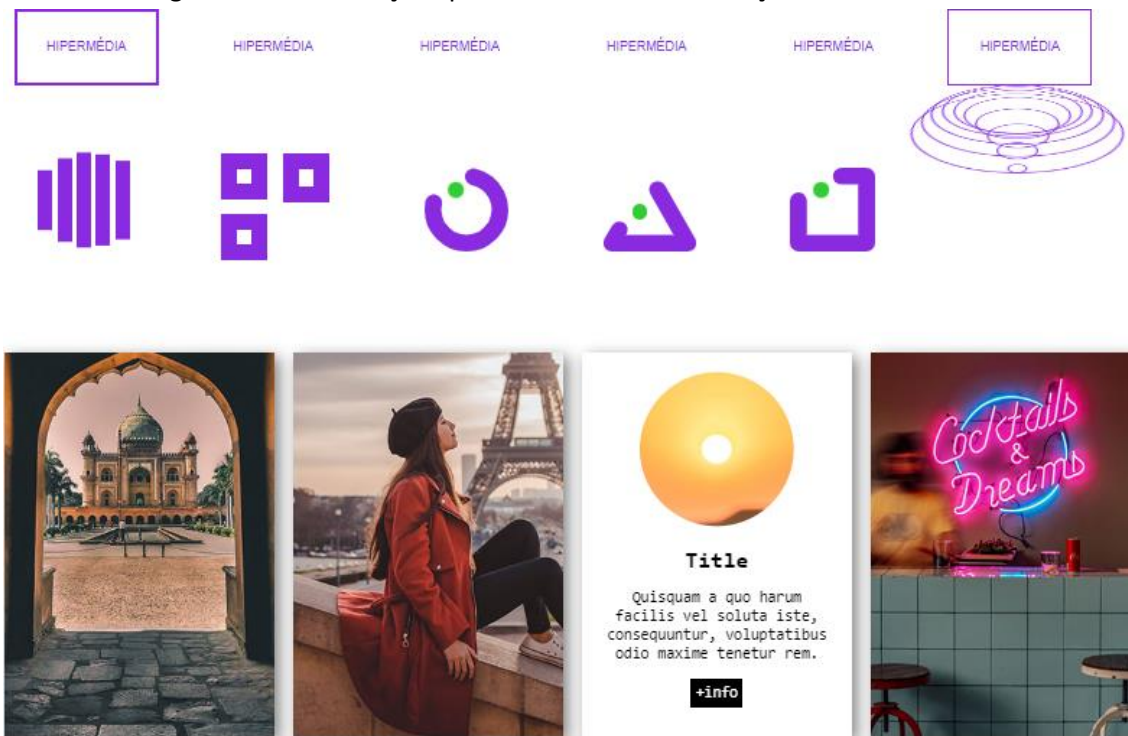 HIPERMÉDIA HIPERMÉDIA HIPERMÉDIA HIPERMÉDIA HIPERMÉDIA HIPERMÉDIA
Title
Quisquam a quo harum
facilis vel soluta iste,
consequuntur, voluptatibus
odio maxime tenetur rem.
+info
Cocktails
&
Dreams